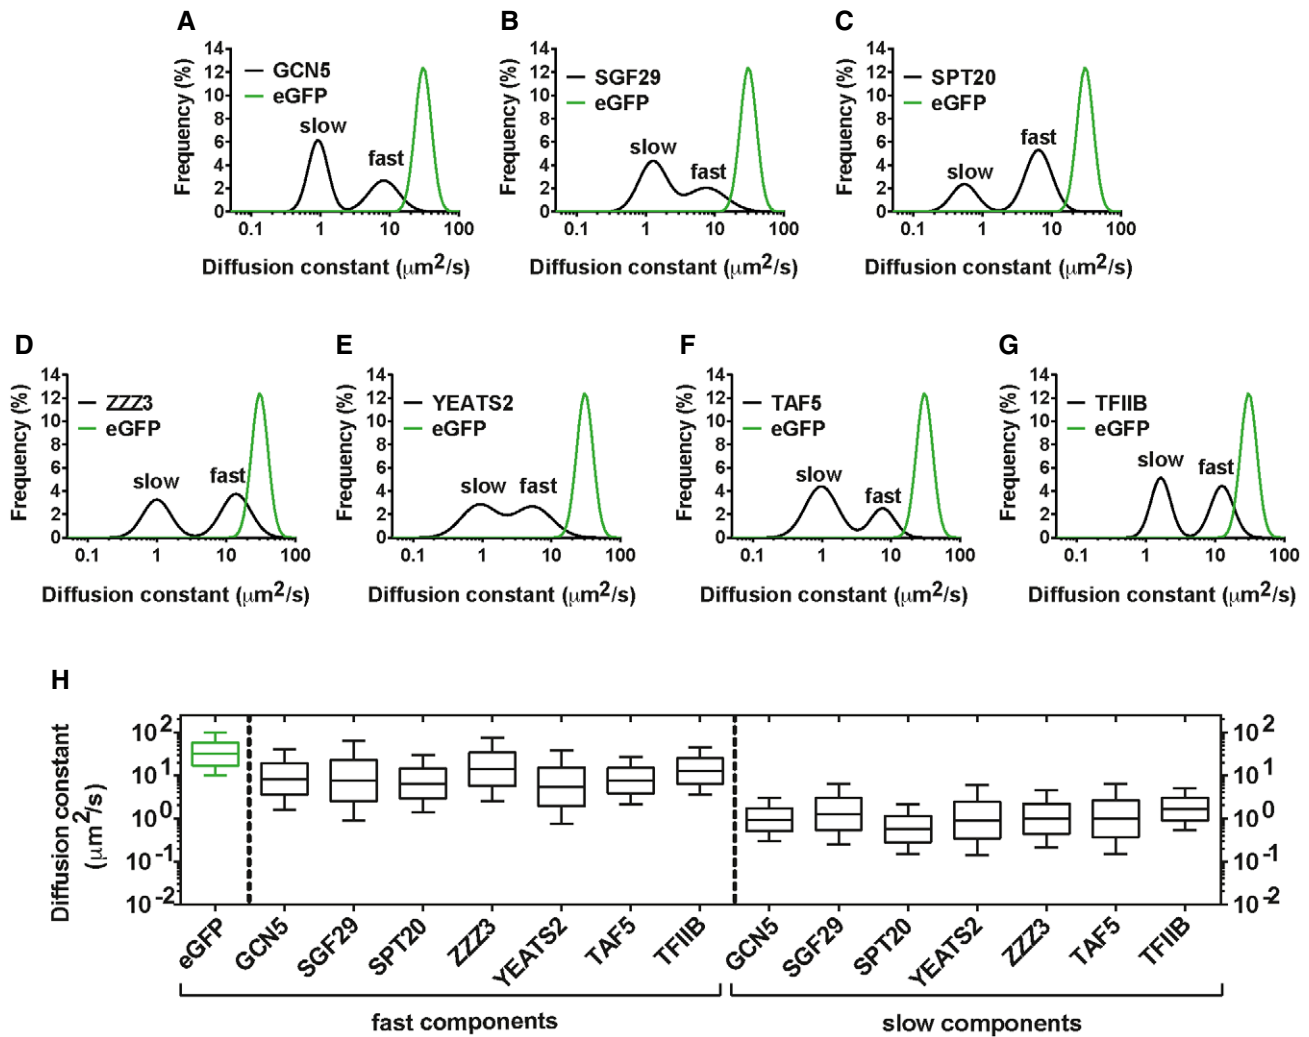 A
B
C
14
12
10
8
6
4
2
0
Frequency (%)
GCN5
eGFP
slow
fast
0.1
1
10
100
Diffusion constant (μm²/s)
14
12
10
8
6
4
2
0
Frequency (%)
SGF29
eGFP
slow
fast
0.1
1
10
100
Diffusion constant (μm²/s)
14
12
10
8
6
4
2
0
Frequency (%)
SPT20
eGFP
slow
fast
0.1
1
10
100
Diffusion constant (μm²/s)
D
E
F
G
14
12
10
8
6
4
2
0
Frequency (%)
ZZZ3
eGFP
slow
fast
0.1
1
10
100
Diffusion constant (μm²/s)
14
12
10
8
6
4
2
0
Frequency (%)
YEATS2
eGFP
slow
fast
0.1
1
10
100
Diffusion constant (μm²/s)
14
12
10
8
6
4
2
0
Frequency (%)
TAF5
eGFP
slow
fast
0.1
1
10
100
Diffusion constant (μm²/s)
14
12
10
8
6
4
2
0
Frequency (%)
TFIIB
eGFP
slow
fast
0.1
1
10
100
Diffusion constant (μm²/s)
H
Diffusion constant
(μm²/s)
10²
10¹
10⁰
10⁻¹
10⁻²
10²
10¹
10⁰
10⁻¹
10⁻²
eGFP
GCN5
SGF29
SPT20
ZZZ3
YEATS2
TAF5
TFIIB
GCN5
SGF29
SPT20
YEATS2
ZZZ3
TAF5
TFIIB
fast components
slow components